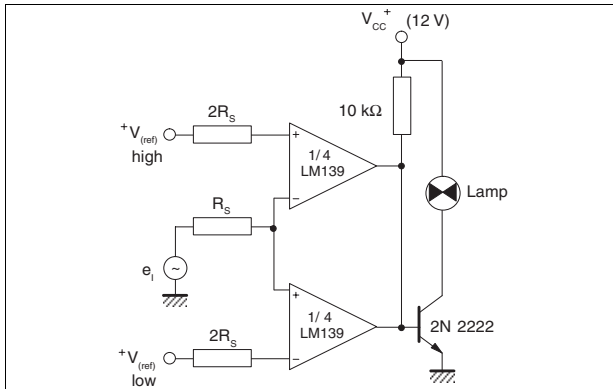 V_CC^+ (12 V)
10 kΩ
2R_S
+V_(ref)
high
+
1/4
LM139
−
Lamp
R_S
e_I
~
+
1/4
LM139
−
2N 2222
2R_S
+V_(ref)
low